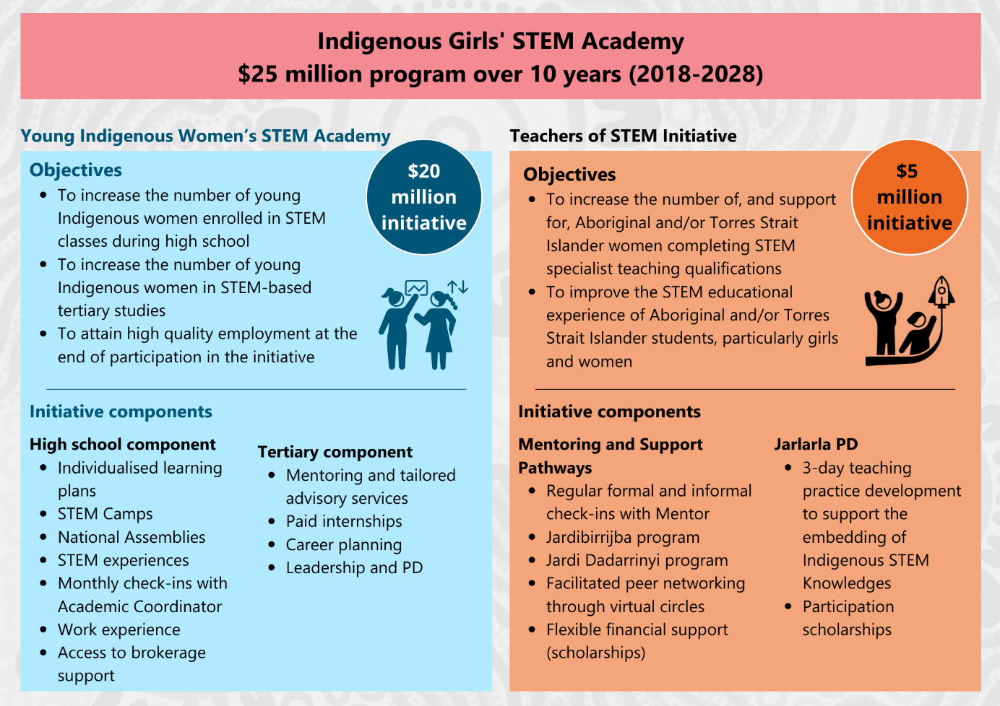 Indigenous Girls' STEM Academy
$25 million program over 10 years (2018-2028)
Young Indigenous Women’s STEM Academy
$20
million
initiative
Objectives
• To increase the number of young
Indigenous women enrolled in STEM
classes during high school
• To increase the number of young
Indigenous women in STEM-based
tertiary studies
• To attain high quality employment at the
end of participation in the initiative
Initiative components
High school component
• Individualised learning
plans
• STEM Camps
• National Assemblies
• STEM experiences
• Monthly check-ins with
Academic Coordinator
• Work experience
• Access to brokerage
support
Tertiary component
• Mentoring and tailored
advisory services
• Paid internships
• Career planning
• Leadership and PD
Teachers of STEM Initiative
$5
million
initiative
Objectives
• To increase the number of, and support
for, Aboriginal and/or Torres Strait
Islander women completing STEM
specialist teaching qualifications
• To improve the STEM educational
experience of Aboriginal and/or Torres
Strait Islander students, particularly girls
and women
Initiative components
Mentoring and Support
Pathways
• Regular formal and informal
check-ins with Mentor
• Jardibirrijba program
• Jardi Dadarrinyi program
• Facilitated peer networking
through virtual circles
• Flexible financial support
(scholarships)
Jarlarla PD
• 3-day teaching
practice development
to support the
embedding of
Indigenous STEM
Knowledges
• Participation
scholarships